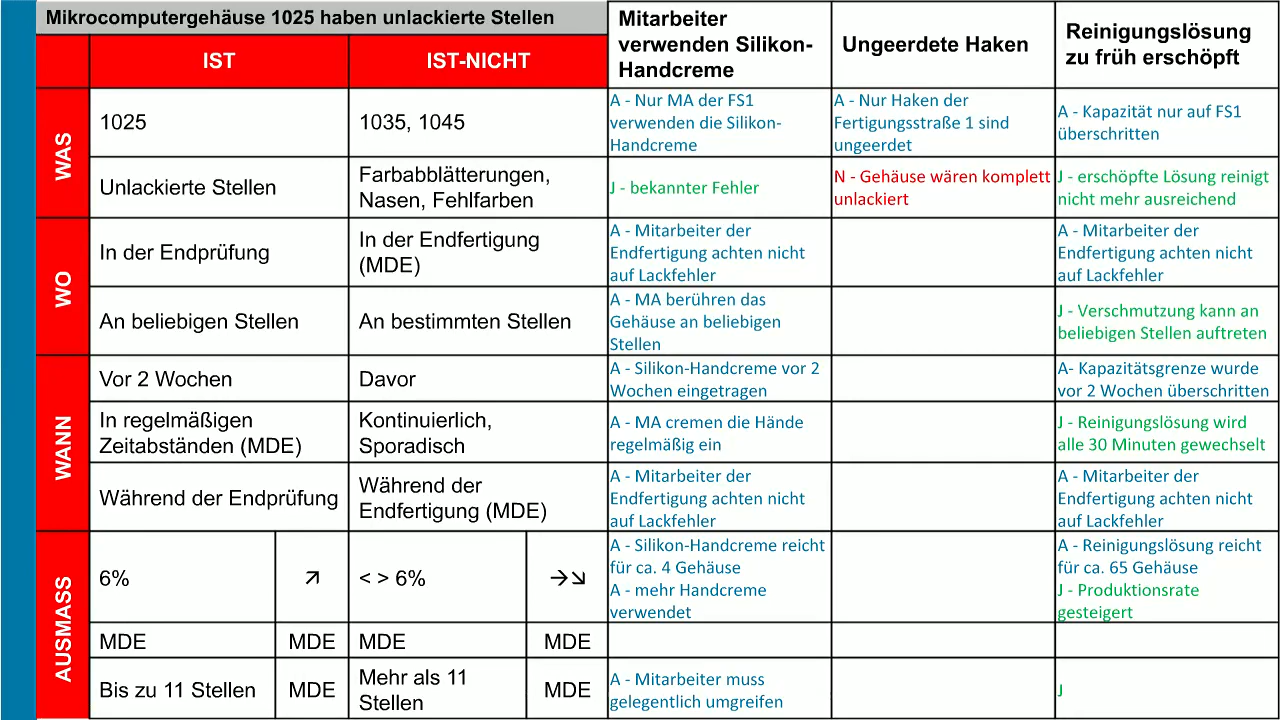 Mikrocomputergehäuse 1025 haben unlackierte Stellen
IST
IST-NICHT
Mitarbeiter
verwenden Silikon-
Handcreme
Ungeerdete Haken
Reinigungslösung
zu früh erschöpft
WAS
1025
1035, 1045
A - Nur MA der FS1
verwenden die Silikon-
Handcreme
A - Nur Haken der
Fertigungsstraße 1 sind
ungeerdet
A - Kapazität nur auf FS1
überschritten
Unlackierte Stellen
Farbabblätterungen,
Nasen, Fehlfarben
J - bekannter Fehler
N - Gehäuse wären komplett
unlackiert
J - erschöpfte Lösung reinigt
nicht mehr ausreichend
WO
In der Endprüfung
In der Endfertigung
(MDE)
A - Mitarbeiter der
Endfertigung achten nicht
auf Lackfehler
A - Mitarbeiter der
Endfertigung achten nicht
auf Lackfehler
An beliebigen Stellen
An bestimmten Stellen
A - MA berühren das
Gehäuse an beliebigen
Stellen
J - Verschmutzung kann an
beliebigen Stellen auftreten
WANN
Vor 2 Wochen
Davor
A - Silikon-Handcreme vor 2
Wochen eingetragen
A- Kapazitätsgrenze wurde
vor 2 Wochen überschritten
In regelmäßigen
Zeitabständen (MDE)
Kontinuierlich,
Sporadisch
A - MA cremen die Hände
regelmäßig ein
J - Reinigungslösung wird
alle 30 Minuten gewechselt
Während der Endprüfung
Während der
Endfertigung (MDE)
A - Mitarbeiter der
Endfertigung achten nicht
auf Lackfehler
A - Mitarbeiter der
Endfertigung achten nicht
auf Lackfehler
AUSMASS
6%
↗
< > 6%
→↘
A - Silikon-Handcreme reicht
für ca. 4 Gehäuse
A - mehr Handcreme
verwendet
A - Reinigungslösung reicht
für ca. 65 Gehäuse
J - Produktionsrate
gesteigert
MDE
MDE
MDE
MDE
Bis zu 11 Stellen
MDE
Mehr als 11
Stellen
MDE
A - Mitarbeiter muss
gelegentlich umgreifen
J